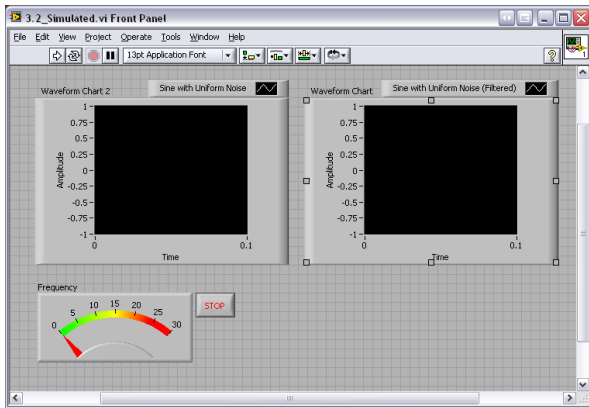 3.2_Simulated.vi Front Panel
File Edit View Project Operate Tools Window Help
13pt Application Font
?
1
Waveform Chart 2
Sine with Uniform Noise
1
0.75
0.5
0.25
0
-0.25
-0.5
-0.75
-1
Amplitude
0
0.1
Time
Waveform Chart
Sine with Uniform Noise (Filtered)
1
0.75
0.5
0.25
0
-0.25
-0.5
-0.75
-1
Amplitude
0
0.1
Time
Frequency
0 5 10 15 20 25 30
STOP